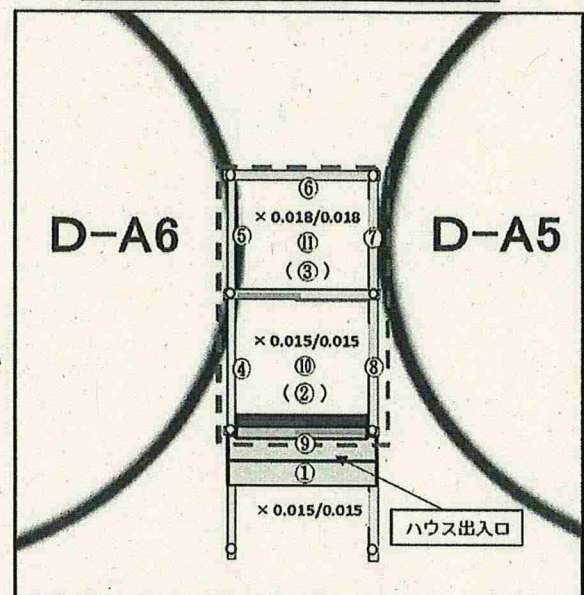 ⑥
× 0.018/0.018
D-A6 ⑤ ⑪ ⑦ D-A5
(③)
× 0.015/0.015
④ ⑩ ⑧
(②)
⑨
①
× 0.015/0.015
ハウス出入口